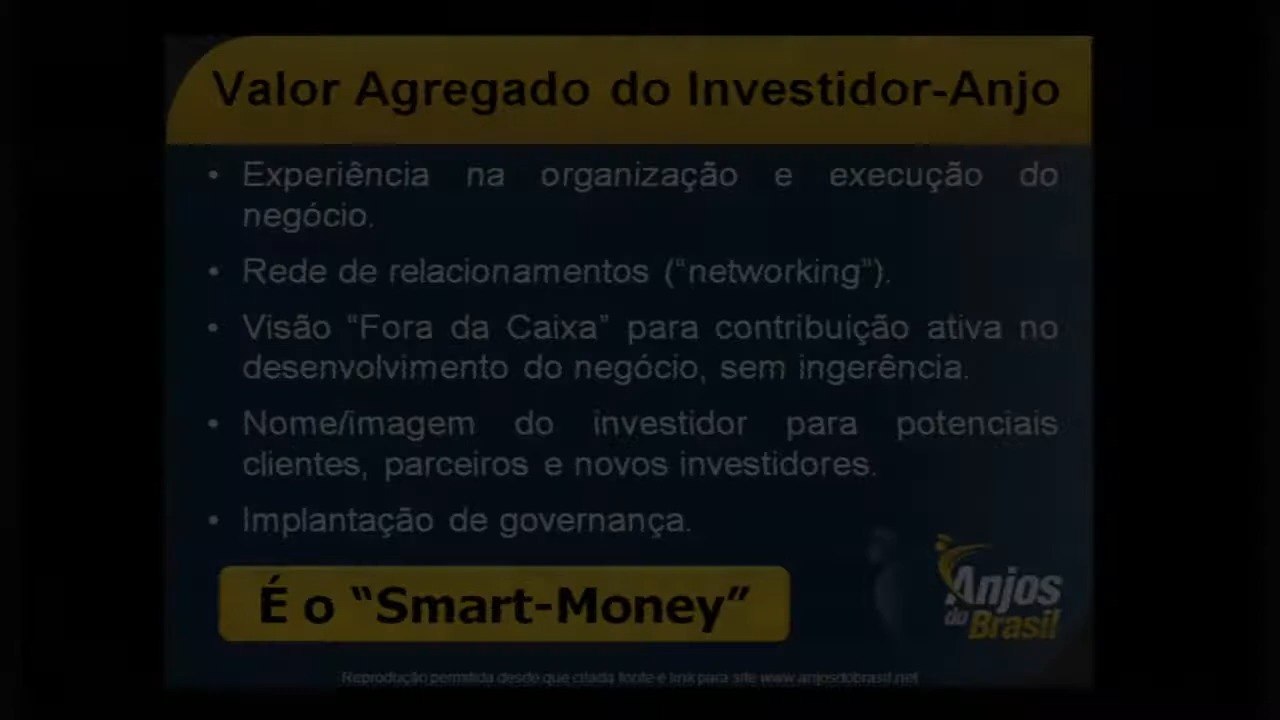 Valor Agregado do Investidor-Anjo
• Experiência na organização e execução do
negócio.
• Rede de relacionamentos (“networking”).
• Visão “Fora da Caixa” para contribuição ativa no
desenvolvimento do negócio, sem ingerência.
• Nome/imagem do investidor para potenciais
clientes, parceiros e novos investidores.
• Implantação de governança.
É o “Smart-Money”
Anjos
do Brasil
Reprodução permitida desde que citada fonte e link para site www.anjosdobrasil.net